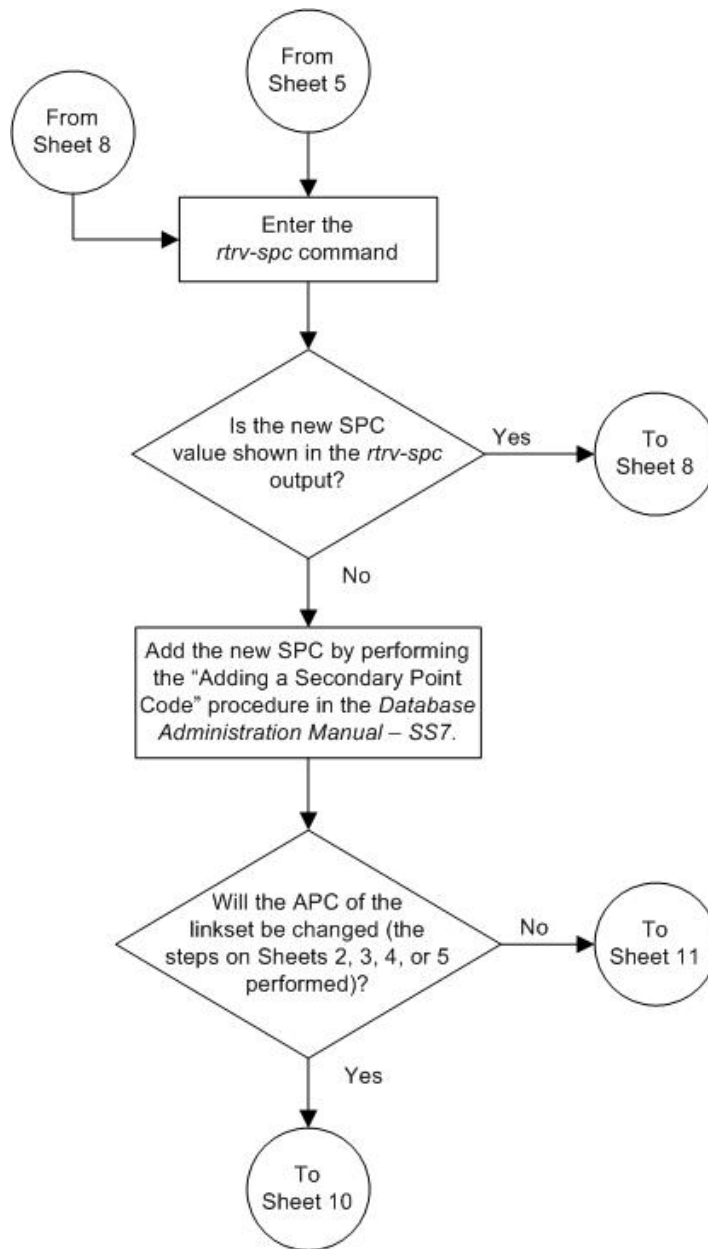 From
Sheet 5
From
Sheet 8
Enter the
rtrv-spc command
Is the new SPC
value shown in the rtrv-spc
output?
Yes
To
Sheet 8
No
Add the new SPC by performing
the “Adding a Secondary Point
Code” procedure in the Database
Administration Manual – SS7.
Will the APC of the
linkset be changed (the
steps on Sheets 2, 3, 4, or 5
performed)?
No
To
Sheet 11
Yes
To
Sheet 10